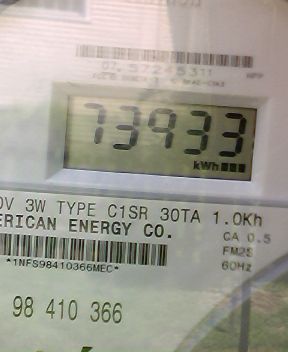 73933
kWh
3W TYPE C1SR 30TA 1.0Kh
ERICAN ENERGY CO.
CA 0.5
FM2S
60Hz
*1NFS98410366MEC*
98 410 366